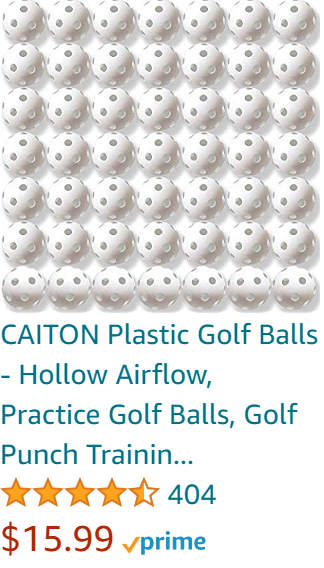 CAITON Plastic Golf Balls
- Hollow Airflow,
Practice Golf Balls, Golf
Punch Trainin...
404
$15.99 prime